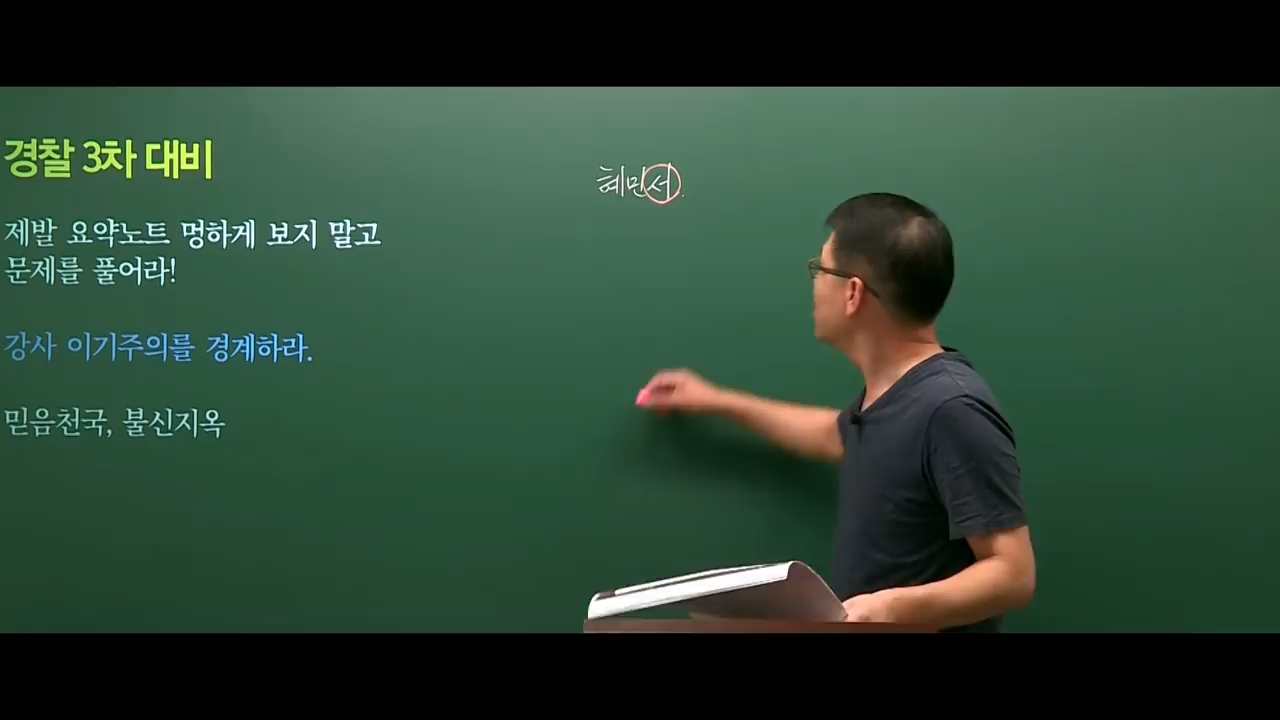 경찰 3차 대비
제발 요약노트 멍하게 보지 말고
문제를 풀어라!
강사 이기주의를 경계하라.
믿음천국, 불신지옥
혜민서.